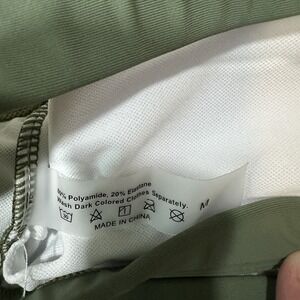 80% Polyamide, 20% Elastane
Wash Dark Colored Clothes Separately.
MADE IN CHINA
M